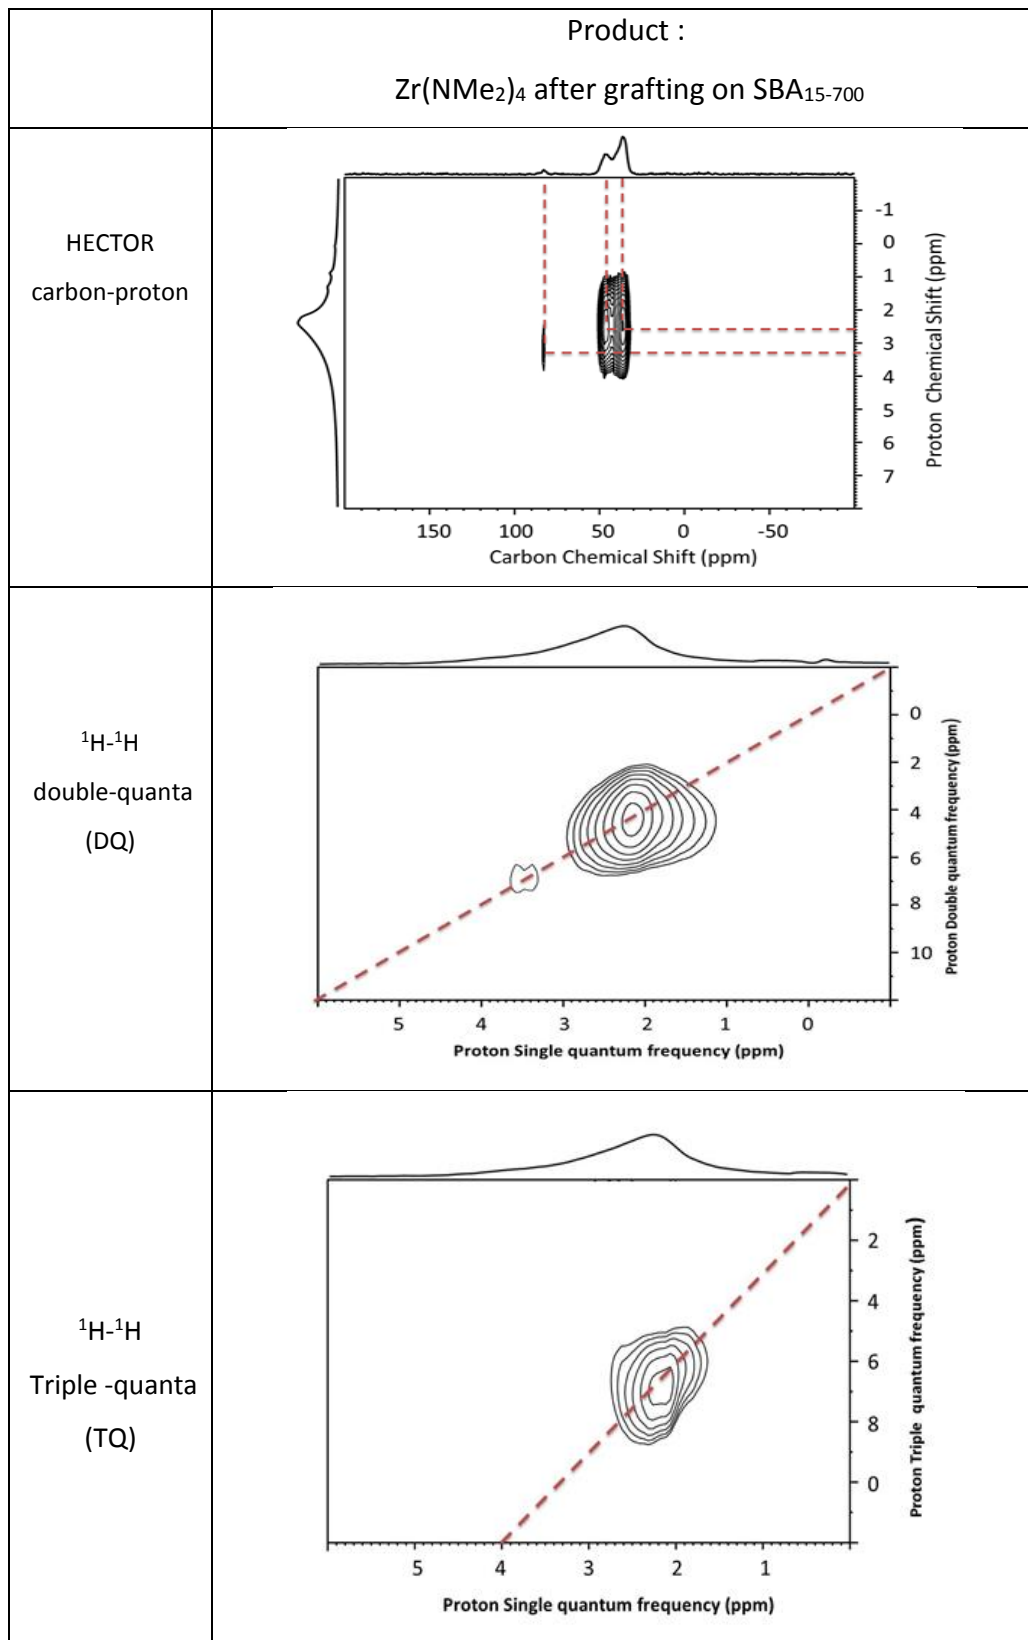 Product :
Zr(NMe2)4 after grafting on SBA15-700
HECTOR
carbon-proton
-1
0
1
2
3
4
5
6
7
Proton Chemical Shift (ppm)
150 100 50 0 -50
Carbon Chemical Shift (ppm)
1H-1H
double-quanta
(DQ)
0
2
4
6
8
10
Proton Double quantum frequency (ppm)
5 4 3 2 1 0
Proton Single quantum frequency (ppm)
1H-1H
Triple -quanta
(TQ)
2
4
6
8
0
Proton Triple quantum frequency (ppm)
5 4 3 2 1
Proton Single quantum frequency (ppm)